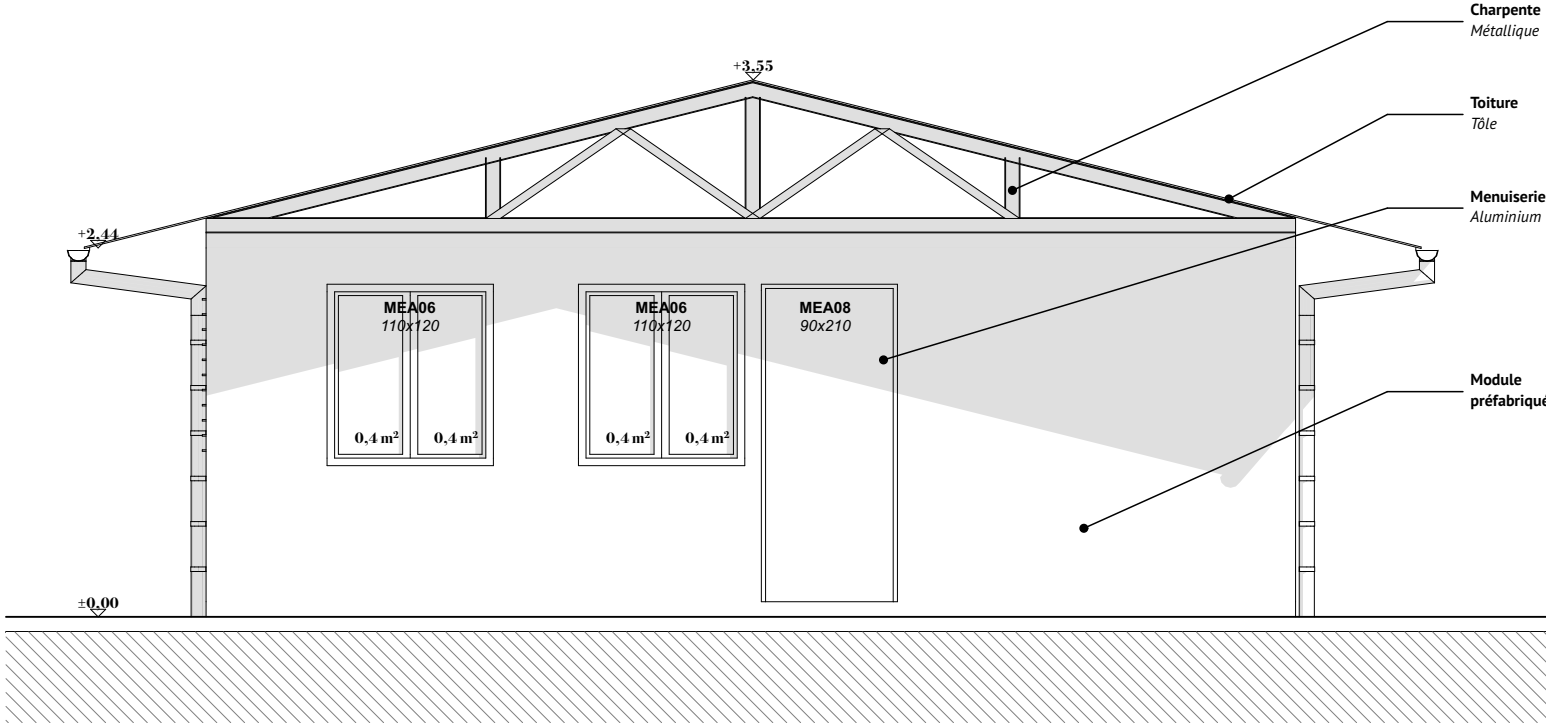 Charpente
Métallique
+3,55
Toiture
Tôle
Menuiserie
Aluminium
+2,44
MEA06
110x120
MEA06
110x120
MEA08
90x210
Module
préfabriqué
0,4 m²
0,4 m²
0,4 m²
0,4 m²
±0,00